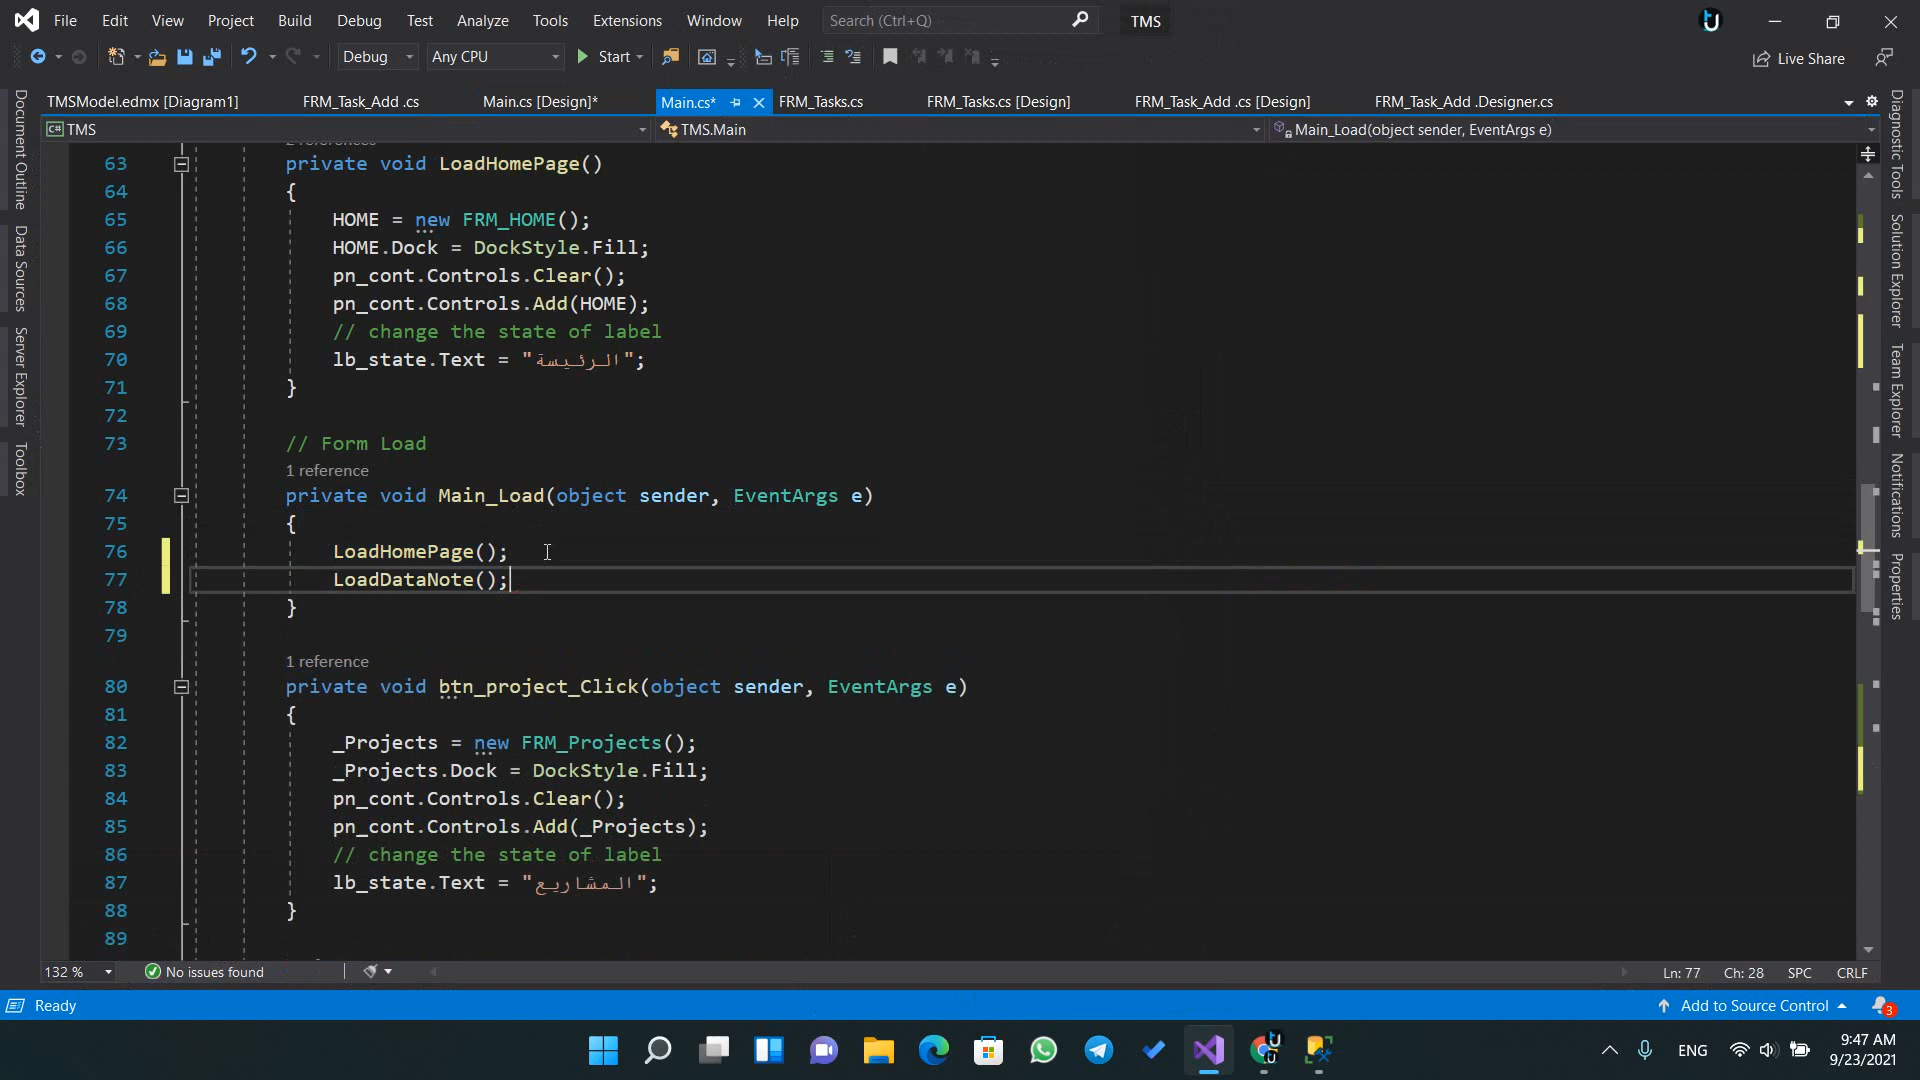 File Edit View Project Build Debug Test Analyze Tools Extensions Window Help Search (Ctrl+Q) TMS
Debug Any CPU Start Live Share
TMSModel.edmx [Diagram1] FRM_Task_Add .cs Main.cs [Design]* Main.cs* FRM_Tasks.cs FRM_Tasks.cs [Design] FRM_Task_Add .cs [Design] FRM_Task_Add .Designer.cs
C# TMS TMS.Main Main_Load(object sender, EventArgs e)
Document Outline
Data Sources
Server Explorer
Toolbox
63 private void LoadHomePage()
64 {
65 HOME = new FRM_HOME();
66 HOME.Dock = DockStyle.Fill;
67 pn_cont.Controls.Clear();
68 pn_cont.Controls.Add(HOME);
69 // change the state of label
70 lb_state.Text = "الرئيسة";
71 }
72
73 // Form Load
1 reference
74 private void Main_Load(object sender, EventArgs e)
75 {
76 LoadHomePage();
77 LoadDataNote();
78 }
79
1 reference
80 private void btn_project_Click(object sender, EventArgs e)
81 {
82 _Projects = new FRM_Projects();
83 _Projects.Dock = DockStyle.Fill;
84 pn_cont.Controls.Clear();
85 pn_cont.Controls.Add(_Projects);
86 // change the state of label
87 lb_state.Text = "المشاريع";
88 }
89
Diagnostic Tools
Solution Explorer
Team Explorer
Notifications
Properties
132 % No issues found Ln: 77 Ch: 28 SPC CRLF
Ready Add to Source Control 3
ENG 9:47 AM
9/23/2021